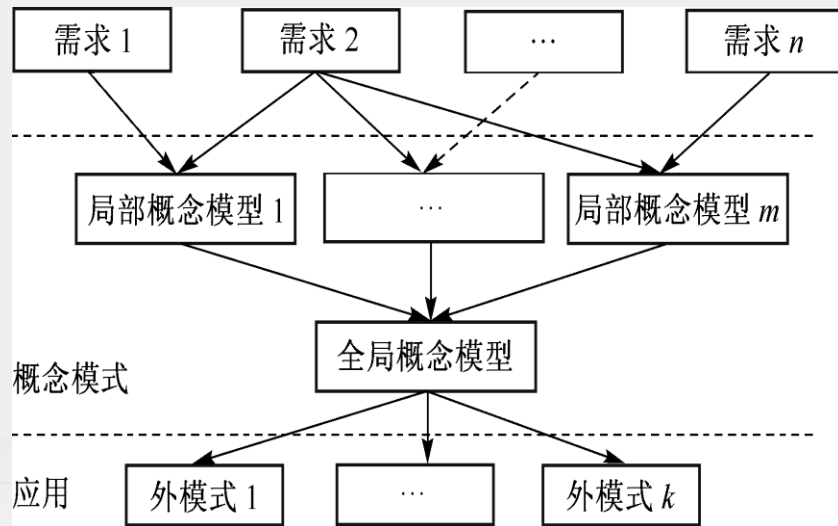 需求 1
需求 2
…
需求 n
局部概念模型 1
…
局部概念模型 m
全局概念模型
概念模式
应用
外模式 1
…
外模式 k